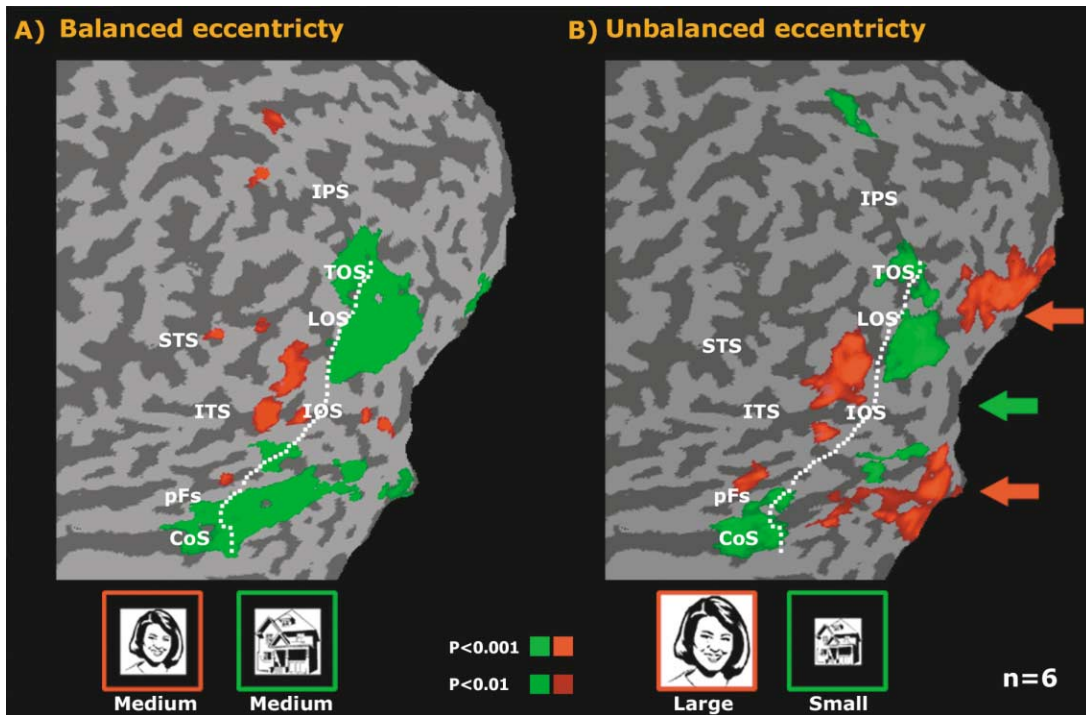 A) Balanced eccentricty
B) Unbalanced eccentricty
IPS
TOS
LOS
STS
ITS
IOS
pFs
CoS
IPS
TOS
LOS
STS
ITS
IOS
pFs
CoS
Medium
Medium
P<0.001
P<0.01
Large
Small
n=6